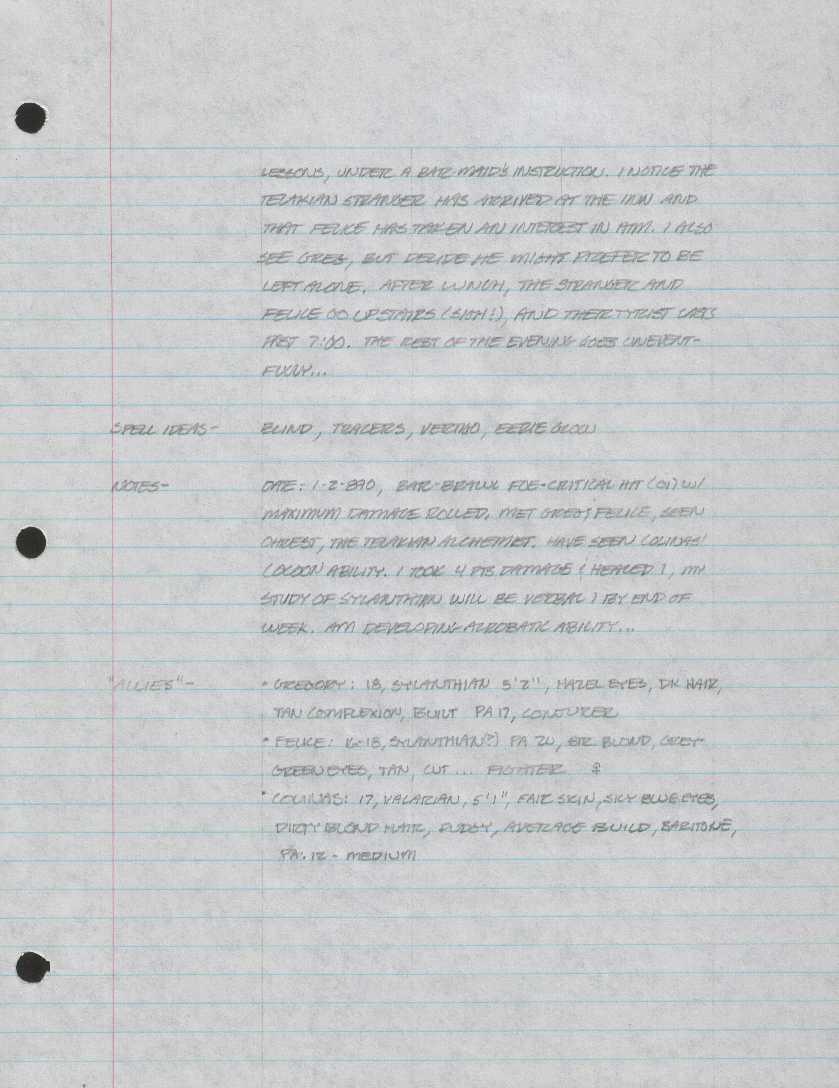 LESSONS, UNDER A BAR-MAID'S INSTRUCTION. I NOTICE THE
TELAKIAN STRANGER HAS ARRIVED AT THE INN AND
THAT FELICE HAS TAKEN AN INTEREST IN HIM. I ALSO
SEE GREG, BUT DECIDE HE MIGHT PREFER TO BE
LEFT ALONE. AFTER LUNCH, THE STRANGER AND
FELICE GO UPSTAIRS (SIGH!), AND THEIR TYRIST LASTS
PAST 7:00. THE REST OF THE EVENING GOES UNEVENT-
FULLY...
SPELL IDEAS- BLIND, TRACERS, VERTIGO, EERIE GLOW
NOTES- DATE: 1-2-890, BAR-BRAWL FOE-CRITICAL HIT (01) W/
MAXIMUM DAMAGE ROLLED. MET GREG, FELICE, SEEN
CHREST, THE TELAKIAN ALCHEMIST. HAVE SEEN COLINAS'
COCOON ABILITY. I TOOK 4 PTS DAMAGE (HEALED), MY
STUDY OF SYLANTHIAN WILL BE VERBAL 1 BY END OF
WEEK. AM DEVELOPING ACROBATIC ABILITY...
"ALLIES"- • GREGORY: 18, SYLANTHIAN 5'2", HAZEL EYES, DK HAIR,
TAN COMPLEXION, BUILT PA 17, CONJURER
• FELICE: 16-18, SYLANTHIAN(?) PA 20, STR. BLOND, GREY-
GREEN EYES, TAN, CUT... FIGHTER ♀
• COLINAS: 17, VALARIAN, 5'1", FAIR SKIN, SKY BLUE EYES,
DIRTY BLOND HAIR, PUDGY, AVERAGE BUILD, BARITONE,
PA: 12 - MEDIUM